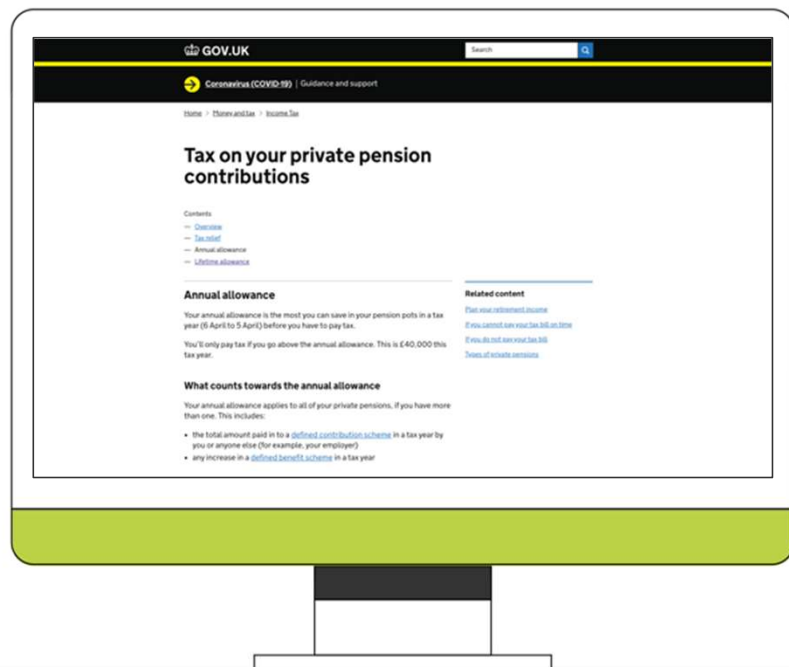 GOV.UK
Search
Coronavirus (COVID-19) | Guidance and support
Home > Money and tax > Income Tax
Tax on your private pension
contributions
Contents
— Overview
— Tax relief
— Annual allowance
— Lifetime allowance
Annual allowance
Your annual allowance is the most you can save in your pension pots in a tax
year (6 April to 5 April) before you have to pay tax.
You'll only pay tax if you go above the annual allowance. This is £40,000 this
tax year.
What counts towards the annual allowance
Your annual allowance applies to all of your private pensions, if you have more
than one. This includes:
• the total amount paid in to a defined contribution scheme in a tax year by
you or anyone else (for example, your employer)
• any increase in a defined benefit scheme in a tax year
Related content
Plan your retirement income
If you cannot pay your tax bill on time
If you do not pay your tax bill
Types of private pensions